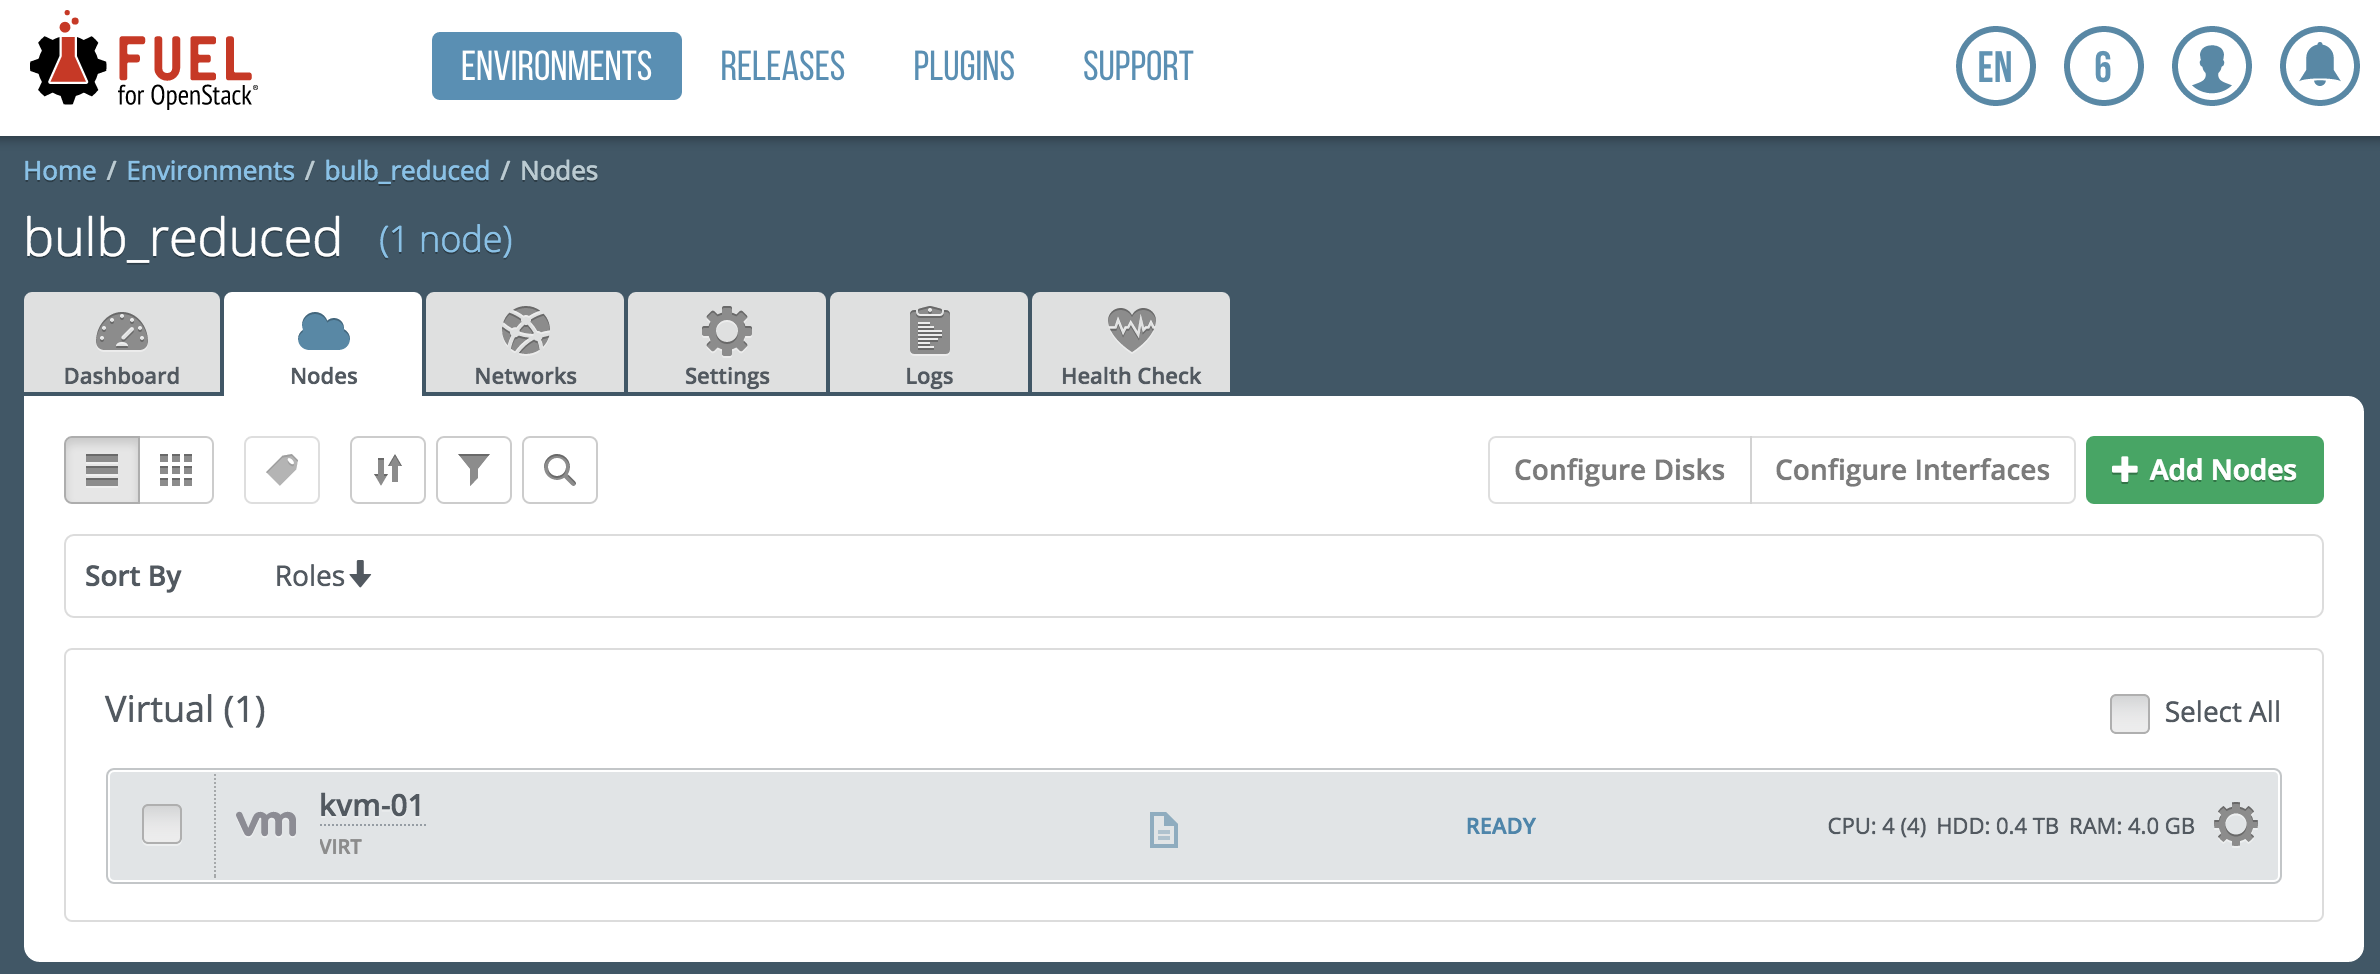 FUEL
for OpenStack®
ENVIRONMENTS RELEASES PLUGINS SUPPORT EN 6
Home / Environments / bulb_reduced / Nodes
bulb_reduced (1 node)
Dashboard Nodes Networks Settings Logs Health Check
Configure Disks Configure Interfaces Add Nodes
Sort By Roles
Virtual (1) Select All
vm kvm-01
VIRT
READY CPU: 4 (4) HDD: 0.4 TB RAM: 4.0 GB